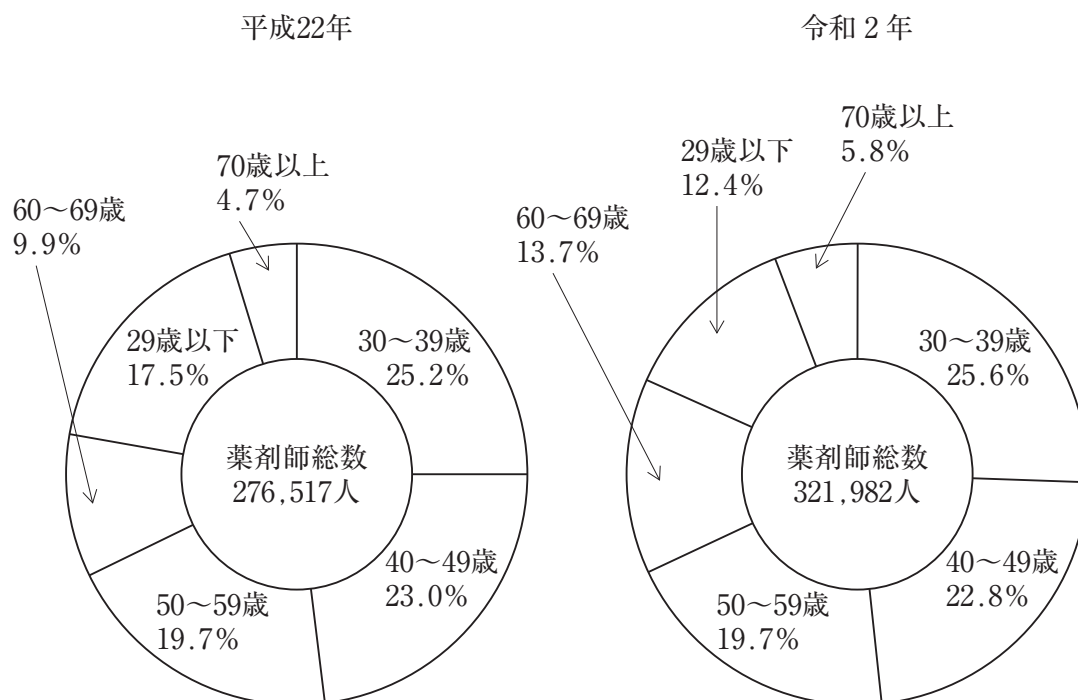 平成22年
70歳以上
4.7%
60～69歳
9.9%
29歳以下
17.5%
30～39歳
25.2%
薬剤師総数
276,517人
40～49歳
23.0%
50～59歳
19.7%
令和2年
70歳以上
5.8%
29歳以下
12.4%
60～69歳
13.7%
30～39歳
25.6%
薬剤師総数
321,982人
40～49歳
22.8%
50～59歳
19.7%